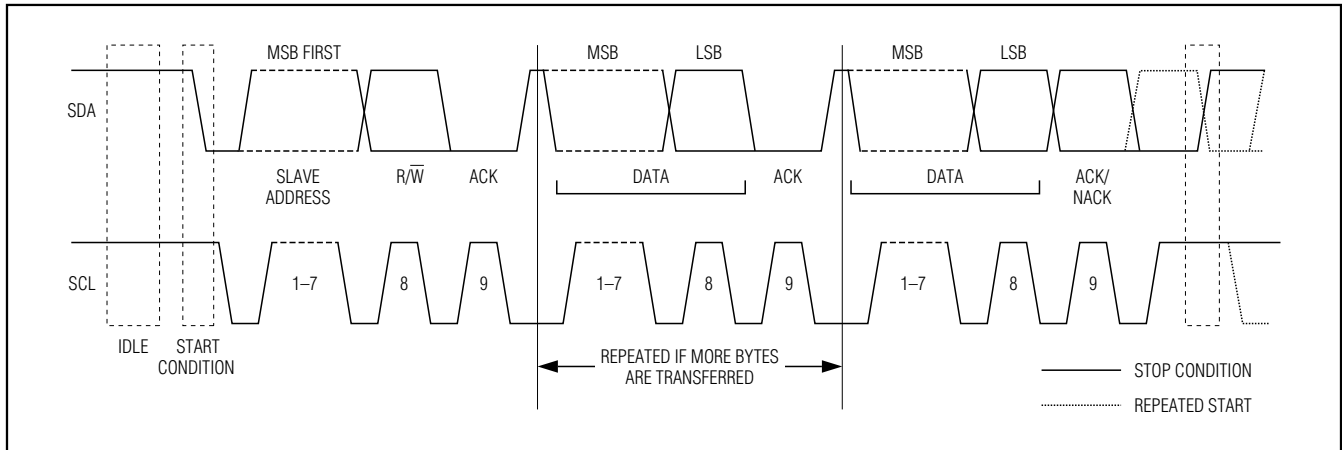 MSB FIRST
MSB
LSB
MSB
LSB
SDA
SLAVE
ADDRESS
R/W̅
ACK
DATA
ACK
DATA
ACK/
NACK
SCL
1–7
8
9
1–7
8
9
1–7
8
9
IDLE
START
CONDITION
REPEATED IF MORE BYTES
ARE TRANSFERRED
STOP CONDITION
REPEATED START